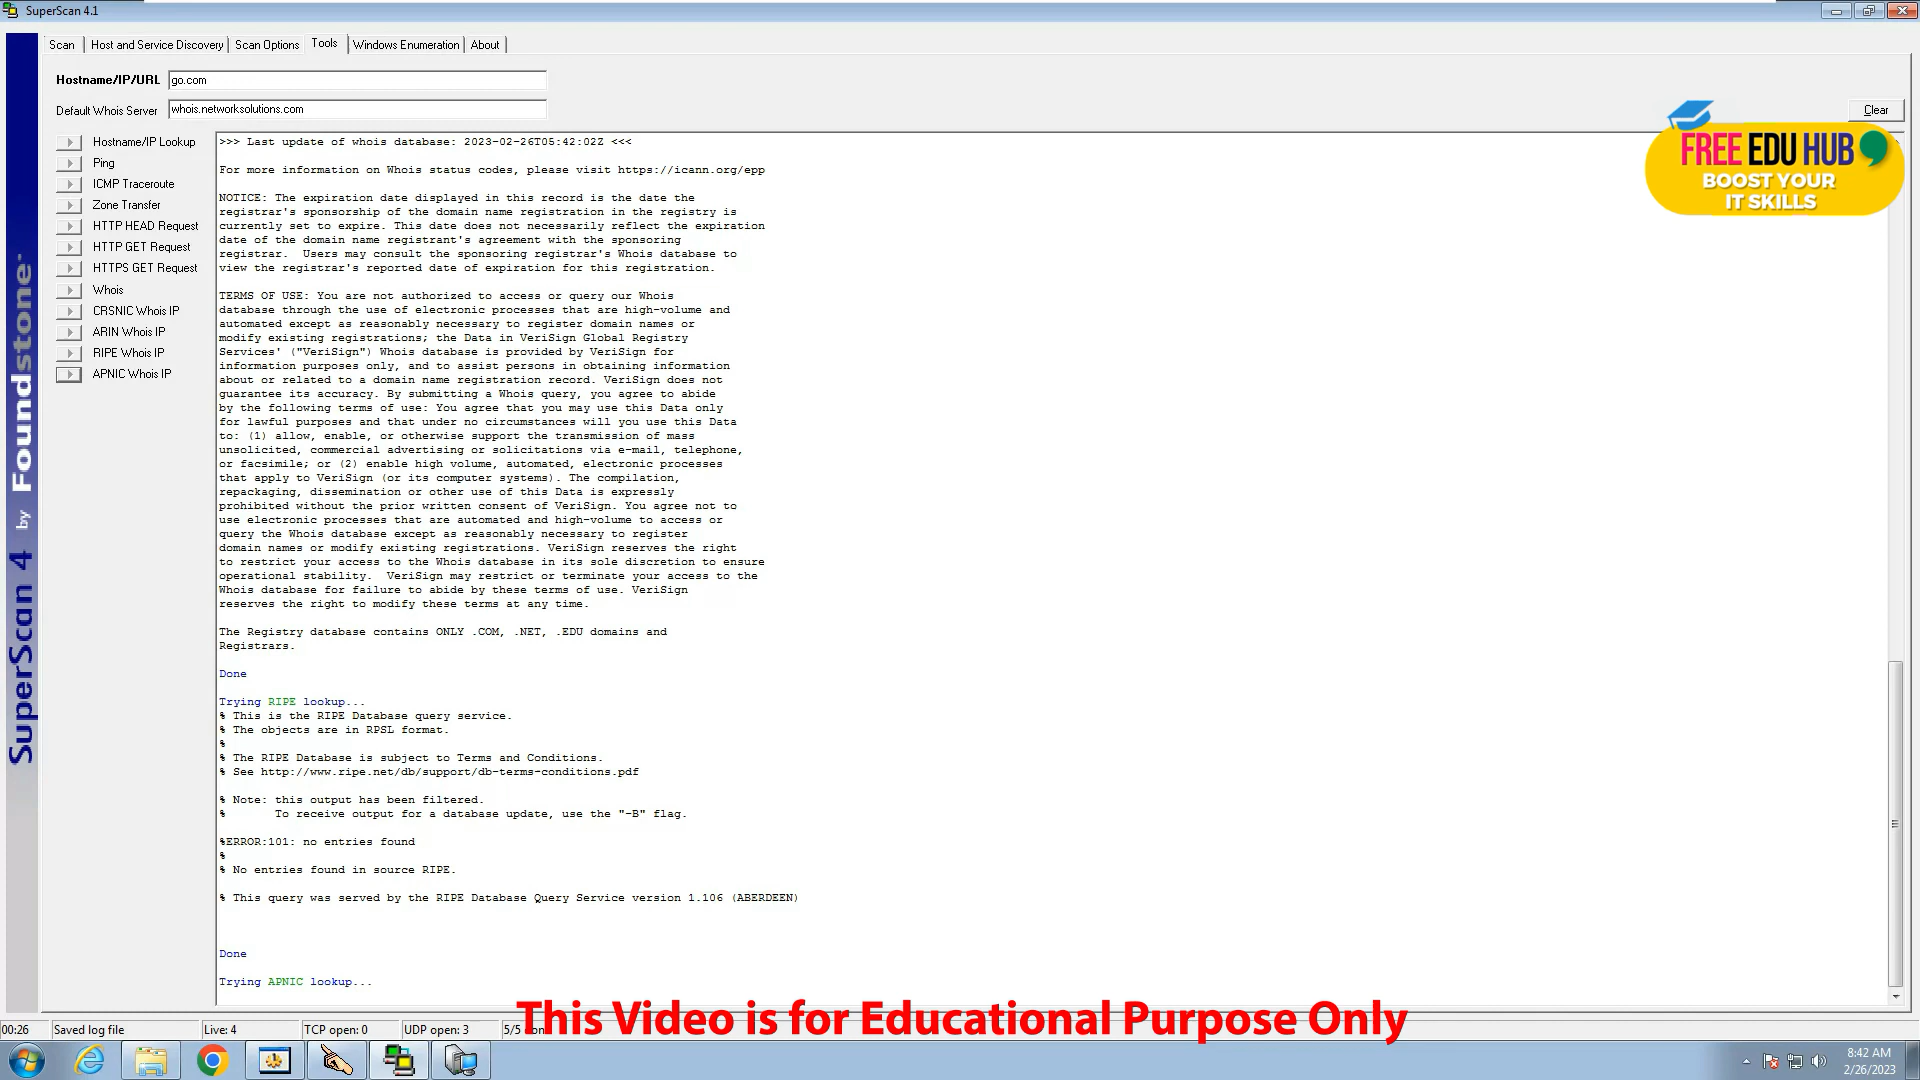 SuperScan 4.1
Scan
Host and Service Discovery
Scan Options
Tools
Windows Enumeration
About
Hostname/IP/URL
go.com
Default Whois Server
whois.networksolutions.com
Clear
Hostname/IP Lookup
Ping
ICMP Traceroute
Zone Transfer
HTTP HEAD Request
HTTP GET Request
HTTPS GET Request
Whois
CRSNIC Whois IP
ARIN Whois IP
RIPE Whois IP
APNIC Whois IP
SuperScan 4 by Foundstone
FREE EDU HUB
BOOST YOUR
IT SKILLS
>>> Last update of whois database: 2023-02-26T05:42:02Z <<<
For more information on Whois status codes, please visit https://icann.org/epp
NOTICE: The expiration date displayed in this record is the date the
registrar's sponsorship of the domain name registration in the registry is
currently set to expire. This date does not necessarily reflect the expiration
date of the domain name registrant's agreement with the sponsoring
registrar.  Users may consult the sponsoring registrar's Whois database to
view the registrar's reported date of expiration for this registration.
TERMS OF USE: You are not authorized to access or query our Whois
database through the use of electronic processes that are high-volume and
automated except as reasonably necessary to register domain names or
modify existing registrations; the Data in VeriSign Global Registry
Services' ("VeriSign") Whois database is provided by VeriSign for
information purposes only, and to assist persons in obtaining information
about or related to a domain name registration record. VeriSign does not
guarantee its accuracy. By submitting a Whois query, you agree to abide
by the following terms of use: You agree that you may use this Data only
for lawful purposes and that under no circumstances will you use this Data
to: (1) allow, enable, or otherwise support the transmission of mass
unsolicited, commercial advertising or solicitations via e-mail, telephone,
or facsimile; or (2) enable high volume, automated, electronic processes
that apply to VeriSign (or its computer systems). The compilation,
repackaging, dissemination or other use of this Data is expressly
prohibited without the prior written consent of VeriSign. You agree not to
use electronic processes that are automated and high-volume to access or
query the Whois database except as reasonably necessary to register
domain names or modify existing registrations. VeriSign reserves the right
to restrict your access to the Whois database in its sole discretion to ensure
operational stability.  VeriSign may restrict or terminate your access to the
Whois database for failure to abide by these terms of use. VeriSign
reserves the right to modify these terms at any time.
The Registry database contains ONLY .COM, .NET, .EDU domains and
Registrars.
Done
Trying RIPE lookup...
% This is the RIPE Database query service.
% The objects are in RPSL format.
%
% The RIPE Database is subject to Terms and Conditions.
% See http://www.ripe.net/db/support/db-terms-conditions.pdf
% Note: this output has been filtered.
%       To receive output for a database update, use the "-B" flag.
%ERROR:101: no entries found
%
% No entries found in source RIPE.
% This query was served by the RIPE Database Query Service version 1.106 (ABERDEEN)
Done
Trying APNIC lookup...
This Video is for Educational Purpose Only
00:26
Saved log file
Live: 4
TCP open: 0
UDP open: 3
5/5
8:42 AM
2/26/2023